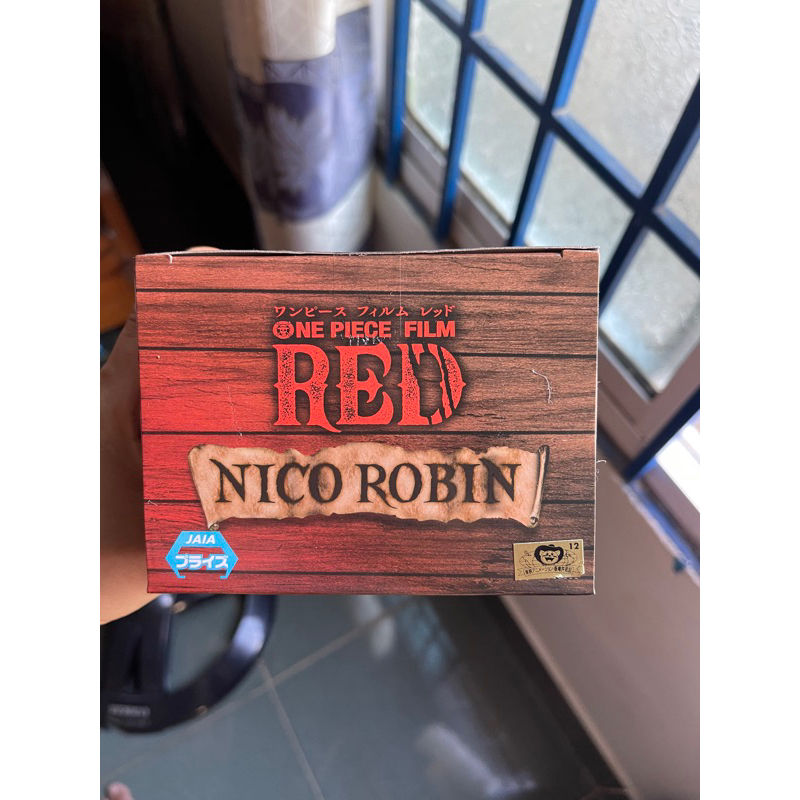 ワンピース フィルム レッド
ONE PIECE FILM
RED
NICO ROBIN
JAIA
プライズ
12